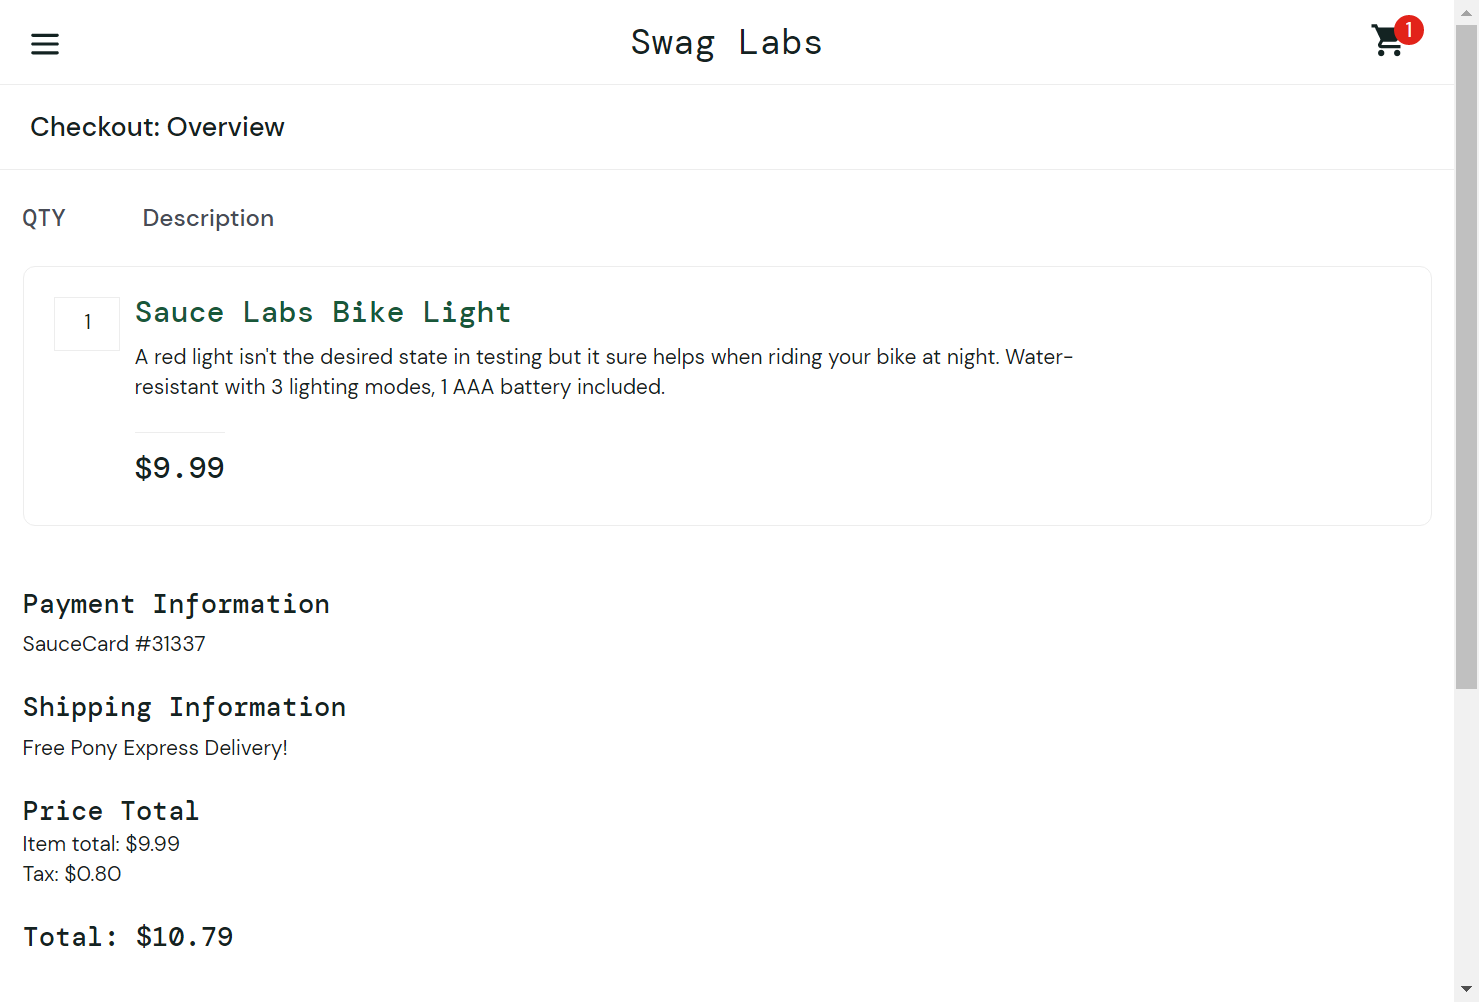 Swag Labs
1
Checkout: Overview
QTY Description
1
Sauce Labs Bike Light
A red light isn't the desired state in testing but it sure helps when riding your bike at night. Water-
resistant with 3 lighting modes, 1 AAA battery included.
$9.99
Payment Information
SauceCard #31337
Shipping Information
Free Pony Express Delivery!
Price Total
Item total: $9.99
Tax: $0.80
Total: $10.79